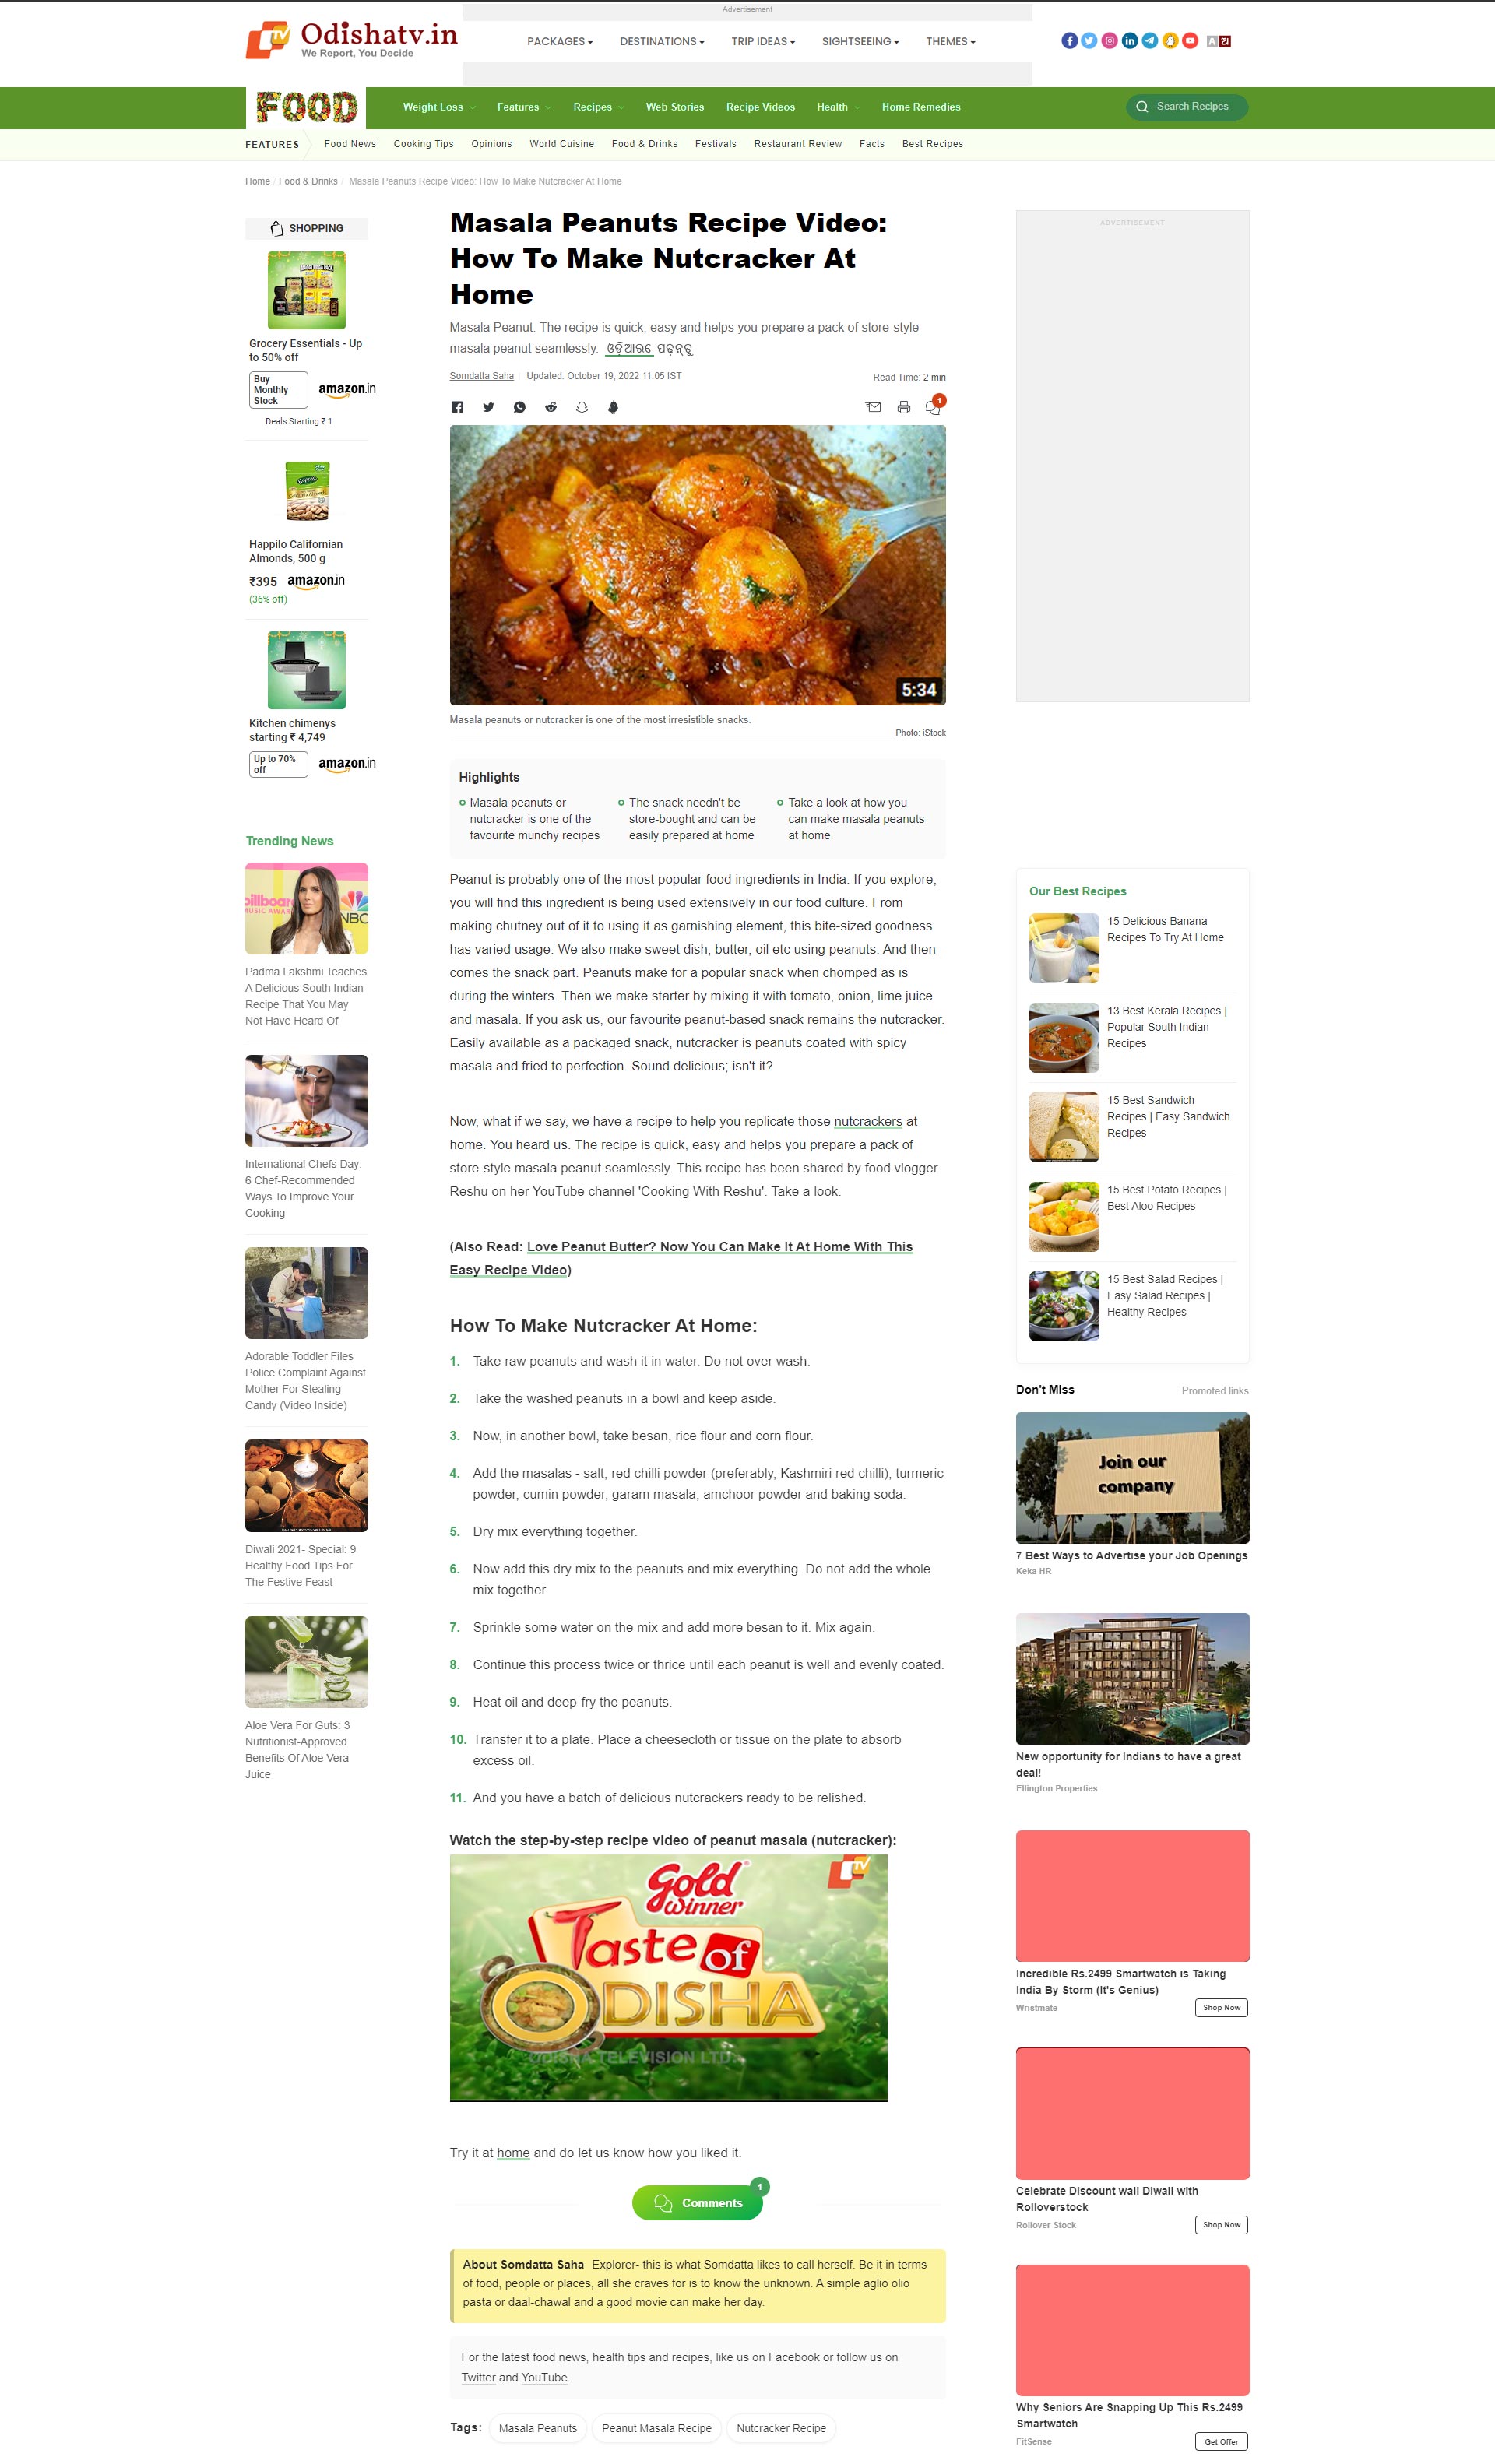 Advertisement
Odishatv.in
We Report, You Decide
PACKAGES
DESTINATIONS
TRIP IDEAS
SIGHTSEEING
THEMES
FOOD
Weight Loss
Features
Recipes
Web Stories
Recipe Videos
Health
Home Remedies
Search Recipes
FEATURES
Food News
Cooking Tips
Opinions
World Cuisine
Food & Drinks
Festivals
Restaurant Review
Facts
Best Recipes
Home / Food & Drinks / Masala Peanuts Recipe Video: How To Make Nutcracker At Home
SHOPPING
Grocery Essentials - Up
to 50% off
Buy
Monthly
Stock
amazon.in
Deals Starting ₹ 1
Happilo Californian
Almonds, 500 g
₹395 amazon.in
(36% off)
Kitchen chimenys
starting ₹ 4,749
Up to 70%
off
amazon.in
Trending News
Padma Lakshmi Teaches
A Delicious South Indian
Recipe That You May
Not Have Heard Of
International Chefs Day:
6 Chef-Recommended
Ways To Improve Your
Cooking
Adorable Toddler Files
Police Complaint Against
Mother For Stealing
Candy (Video Inside)
Diwali 2021- Special: 9
Healthy Food Tips For
The Festive Feast
Aloe Vera For Guts: 3
Nutritionist-Approved
Benefits Of Aloe Vera
Juice
Masala Peanuts Recipe Video:
How To Make Nutcracker At
Home
Masala Peanut: The recipe is quick, easy and helps you prepare a pack of store-style
masala peanut seamlessly. ଓଡ଼ିଆରେ ପଢ଼ନ୍ତୁ
Somdatta Saha | Updated: October 19, 2022 11:05 IST
Read Time: 2 min
1
5:34
Masala peanuts or nutcracker is one of the most irresistible snacks.
Photo: iStock
Highlights
Masala peanuts or
nutcracker is one of the
favourite munchy recipes
The snack needn't be
store-bought and can be
easily prepared at home
Take a look at how you
can make masala peanuts
at home
Peanut is probably one of the most popular food ingredients in India. If you explore,
you will find this ingredient is being used extensively in our food culture. From
making chutney out of it to using it as garnishing element, this bite-sized goodness
has varied usage. We also make sweet dish, butter, oil etc using peanuts. And then
comes the snack part. Peanuts make for a popular snack when chomped as is
during the winters. Then we make starter by mixing it with tomato, onion, lime juice
and masala. If you ask us, our favourite peanut-based snack remains the nutcracker.
Easily available as a packaged snack, nutcracker is peanuts coated with spicy
masala and fried to perfection. Sound delicious; isn't it?
Now, what if we say, we have a recipe to help you replicate those nutcrackers at
home. You heard us. The recipe is quick, easy and helps you prepare a pack of
store-style masala peanut seamlessly. This recipe has been shared by food vlogger
Reshu on her YouTube channel 'Cooking With Reshu'. Take a look.
(Also Read: Love Peanut Butter? Now You Can Make It At Home With This
Easy Recipe Video)
How To Make Nutcracker At Home:
1. Take raw peanuts and wash it in water. Do not over wash.
2. Take the washed peanuts in a bowl and keep aside.
3. Now, in another bowl, take besan, rice flour and corn flour.
4. Add the masalas - salt, red chilli powder (preferably, Kashmiri red chilli), turmeric
powder, cumin powder, garam masala, amchoor powder and baking soda.
5. Dry mix everything together.
6. Now add this dry mix to the peanuts and mix everything. Do not add the whole
mix together.
7. Sprinkle some water on the mix and add more besan to it. Mix again.
8. Continue this process twice or thrice until each peanut is well and evenly coated.
9. Heat oil and deep-fry the peanuts.
10. Transfer it to a plate. Place a cheesecloth or tissue on the plate to absorb
excess oil.
11. And you have a batch of delicious nutcrackers ready to be relished.
Watch the step-by-step recipe video of peanut masala (nutcracker):
Gold
Winner
Taste of
ODISHA
ODISHA TELEVISION LTD.
Try it at home and do let us know how you liked it.
Comments
1
About Somdatta Saha Explorer- this is what Somdatta likes to call herself. Be it in terms
of food, people or places, all she craves for is to know the unknown. A simple aglio olio
pasta or daal-chawal and a good movie can make her day.
For the latest food news, health tips and recipes, like us on Facebook or follow us on
Twitter and YouTube.
Tags: Masala Peanuts Peanut Masala Recipe Nutcracker Recipe
ADVERTISEMENT
Our Best Recipes
15 Delicious Banana
Recipes To Try At Home
13 Best Kerala Recipes |
Popular South Indian
Recipes
15 Best Sandwich
Recipes | Easy Sandwich
Recipes
15 Best Potato Recipes |
Best Aloo Recipes
15 Best Salad Recipes |
Easy Salad Recipes |
Healthy Recipes
Don't Miss
Promoted links
Join our
company
7 Best Ways to Advertise your Job Openings
Keka HR
New opportunity for Indians to have a great
deal!
Ellington Properties
Incredible Rs.2499 Smartwatch is Taking
India By Storm (It's Genius)
Wristmate
Shop Now
Celebrate Discount wali Diwali with
Rolloverstock
Rollover Stock
Shop Now
Why Seniors Are Snapping Up This Rs.2499
Smartwatch
FitSense
Get Offer